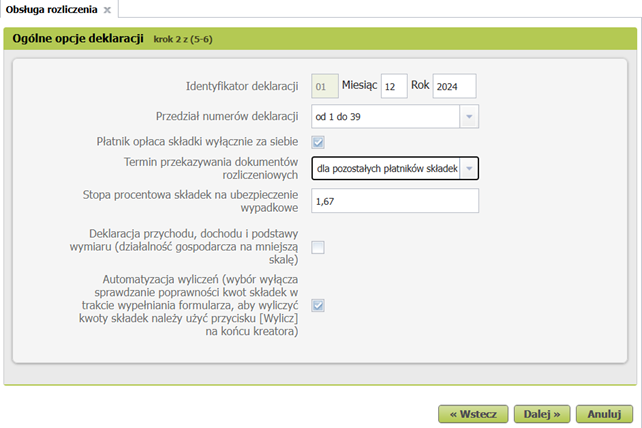 Obsługa rozliczenia
Ogólne opcje deklaracji krok 2 z (5-6)
Identyfikator deklaracji 01 Miesiąc 12 Rok 2024
Przedział numerów deklaracji od 1 do 39
Płatnik opłaca składki wyłącznie za siebie
Termin przekazywania dokumentów
rozliczeniowych dla pozostałych płatników składek
Stopa procentowa składek na ubezpieczenie
wypadkowe 1,67
Deklaracja przychodu, dochodu i podstawy
wymiaru (działalność gospodarcza na mniejszą
skalę)
Automatyzacja wyliczeń (wybór wyłącza
sprawdzanie poprawności kwot składek w
trakcie wypełniania formularza, aby wyliczyć
kwoty składek należy użyć przycisku [Wylicz]
na końcu kreatora)
« Wstecz Dalej » Anuluj